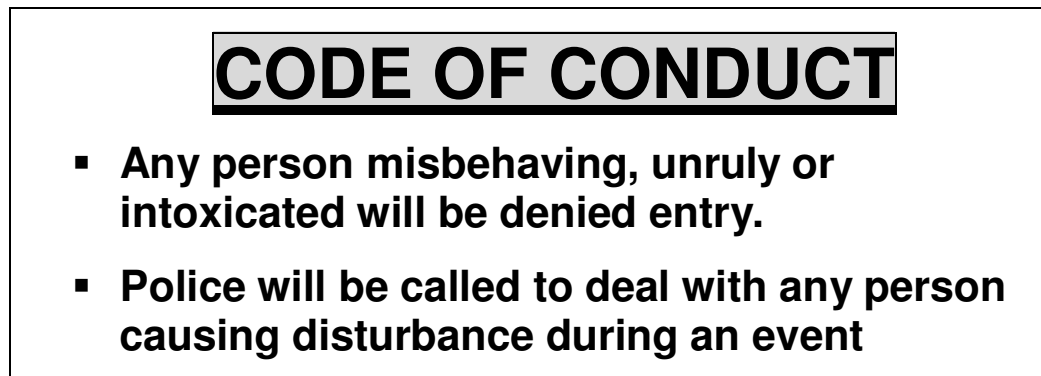 CODE OF CONDUCT
▪ Any person misbehaving, unruly or
intoxicated will be denied entry.
▪ Police will be called to deal with any person
causing disturbance during an event